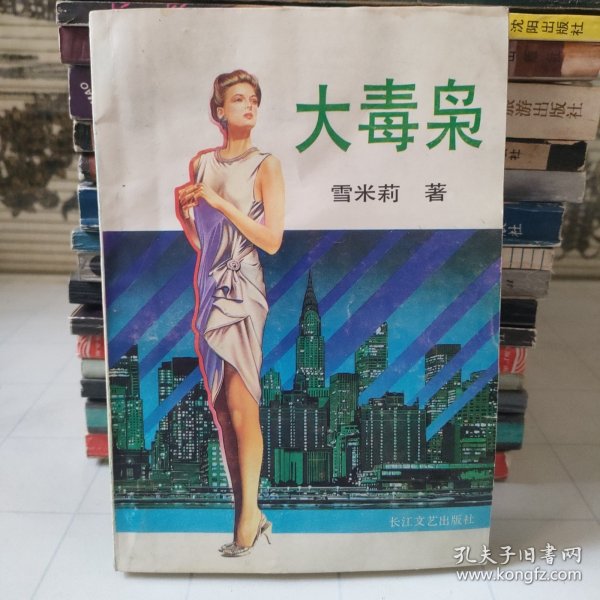 大毒枭
雪米莉 著
长江文艺出版社
沈阳出版社
旅游出版社
孔夫子旧书网
www.kongfz.com